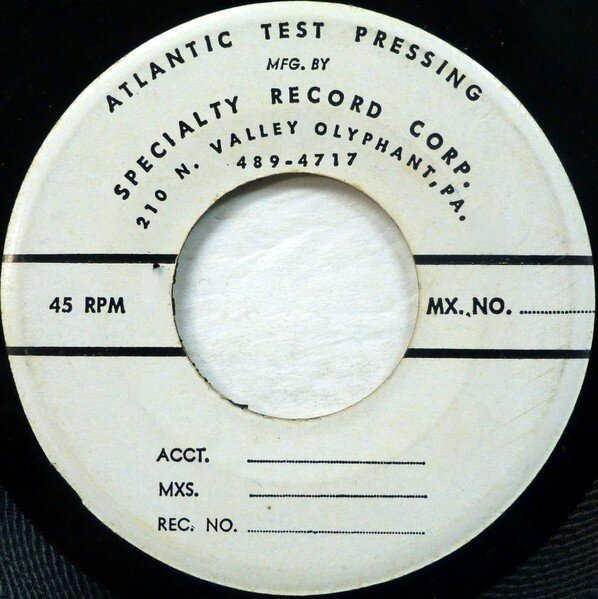 ATLANTIC TEST PRESSING
MFG. BY
SPECIALTY RECORD CORP.
210 N. VALLEY OLYPHANT, PA.
489-4717
45 RPM
MX. NO.
ACCT.
MXS.
REC. NO.